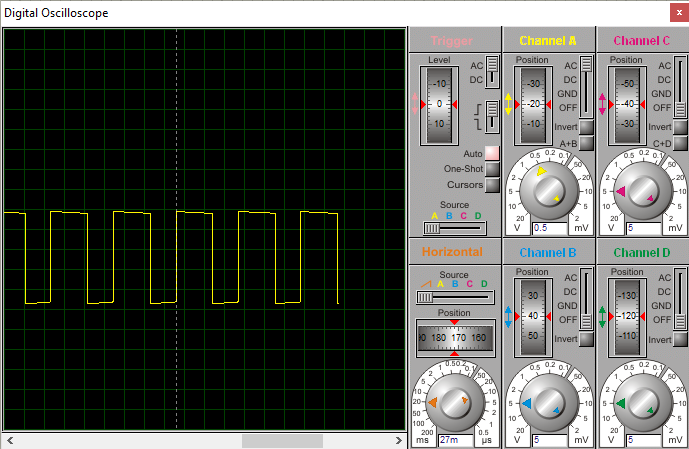 Digital Oscilloscope
x
Trigger
Level
-10
0
10
AC
DC
Auto
One-Shot
Cursors
Source
A B C D
Channel A
Position
-30
-20
-10
AC
DC
GND
OFF
Invert
A+B
20 10 5 2 1 0.5 0.2 0.1 50 20 10 5 2
V
0.5
mV
Channel C
Position
-50
-40
-30
AC
DC
GND
OFF
Invert
C+D
20 10 5 2 1 0.5 0.2 0.1 50 20 10 5 2
V
5
mV
Horizontal
Source
A B C D
Position
90 180 170 160
200 100 50 20 10 5 2 1 0.5 0.2 0.1 50 20 10 5 2 1 0.5
ms
27m
µs
Channel B
Position
30
40
50
AC
DC
GND
OFF
Invert
20 10 5 2 1 0.5 0.2 0.1 50 20 10 5 2
V
5
mV
Channel D
Position
-130
-120
-110
AC
DC
GND
OFF
Invert
20 10 5 2 1 0.5 0.2 0.1 50 20 10 5 2
V
5
mV